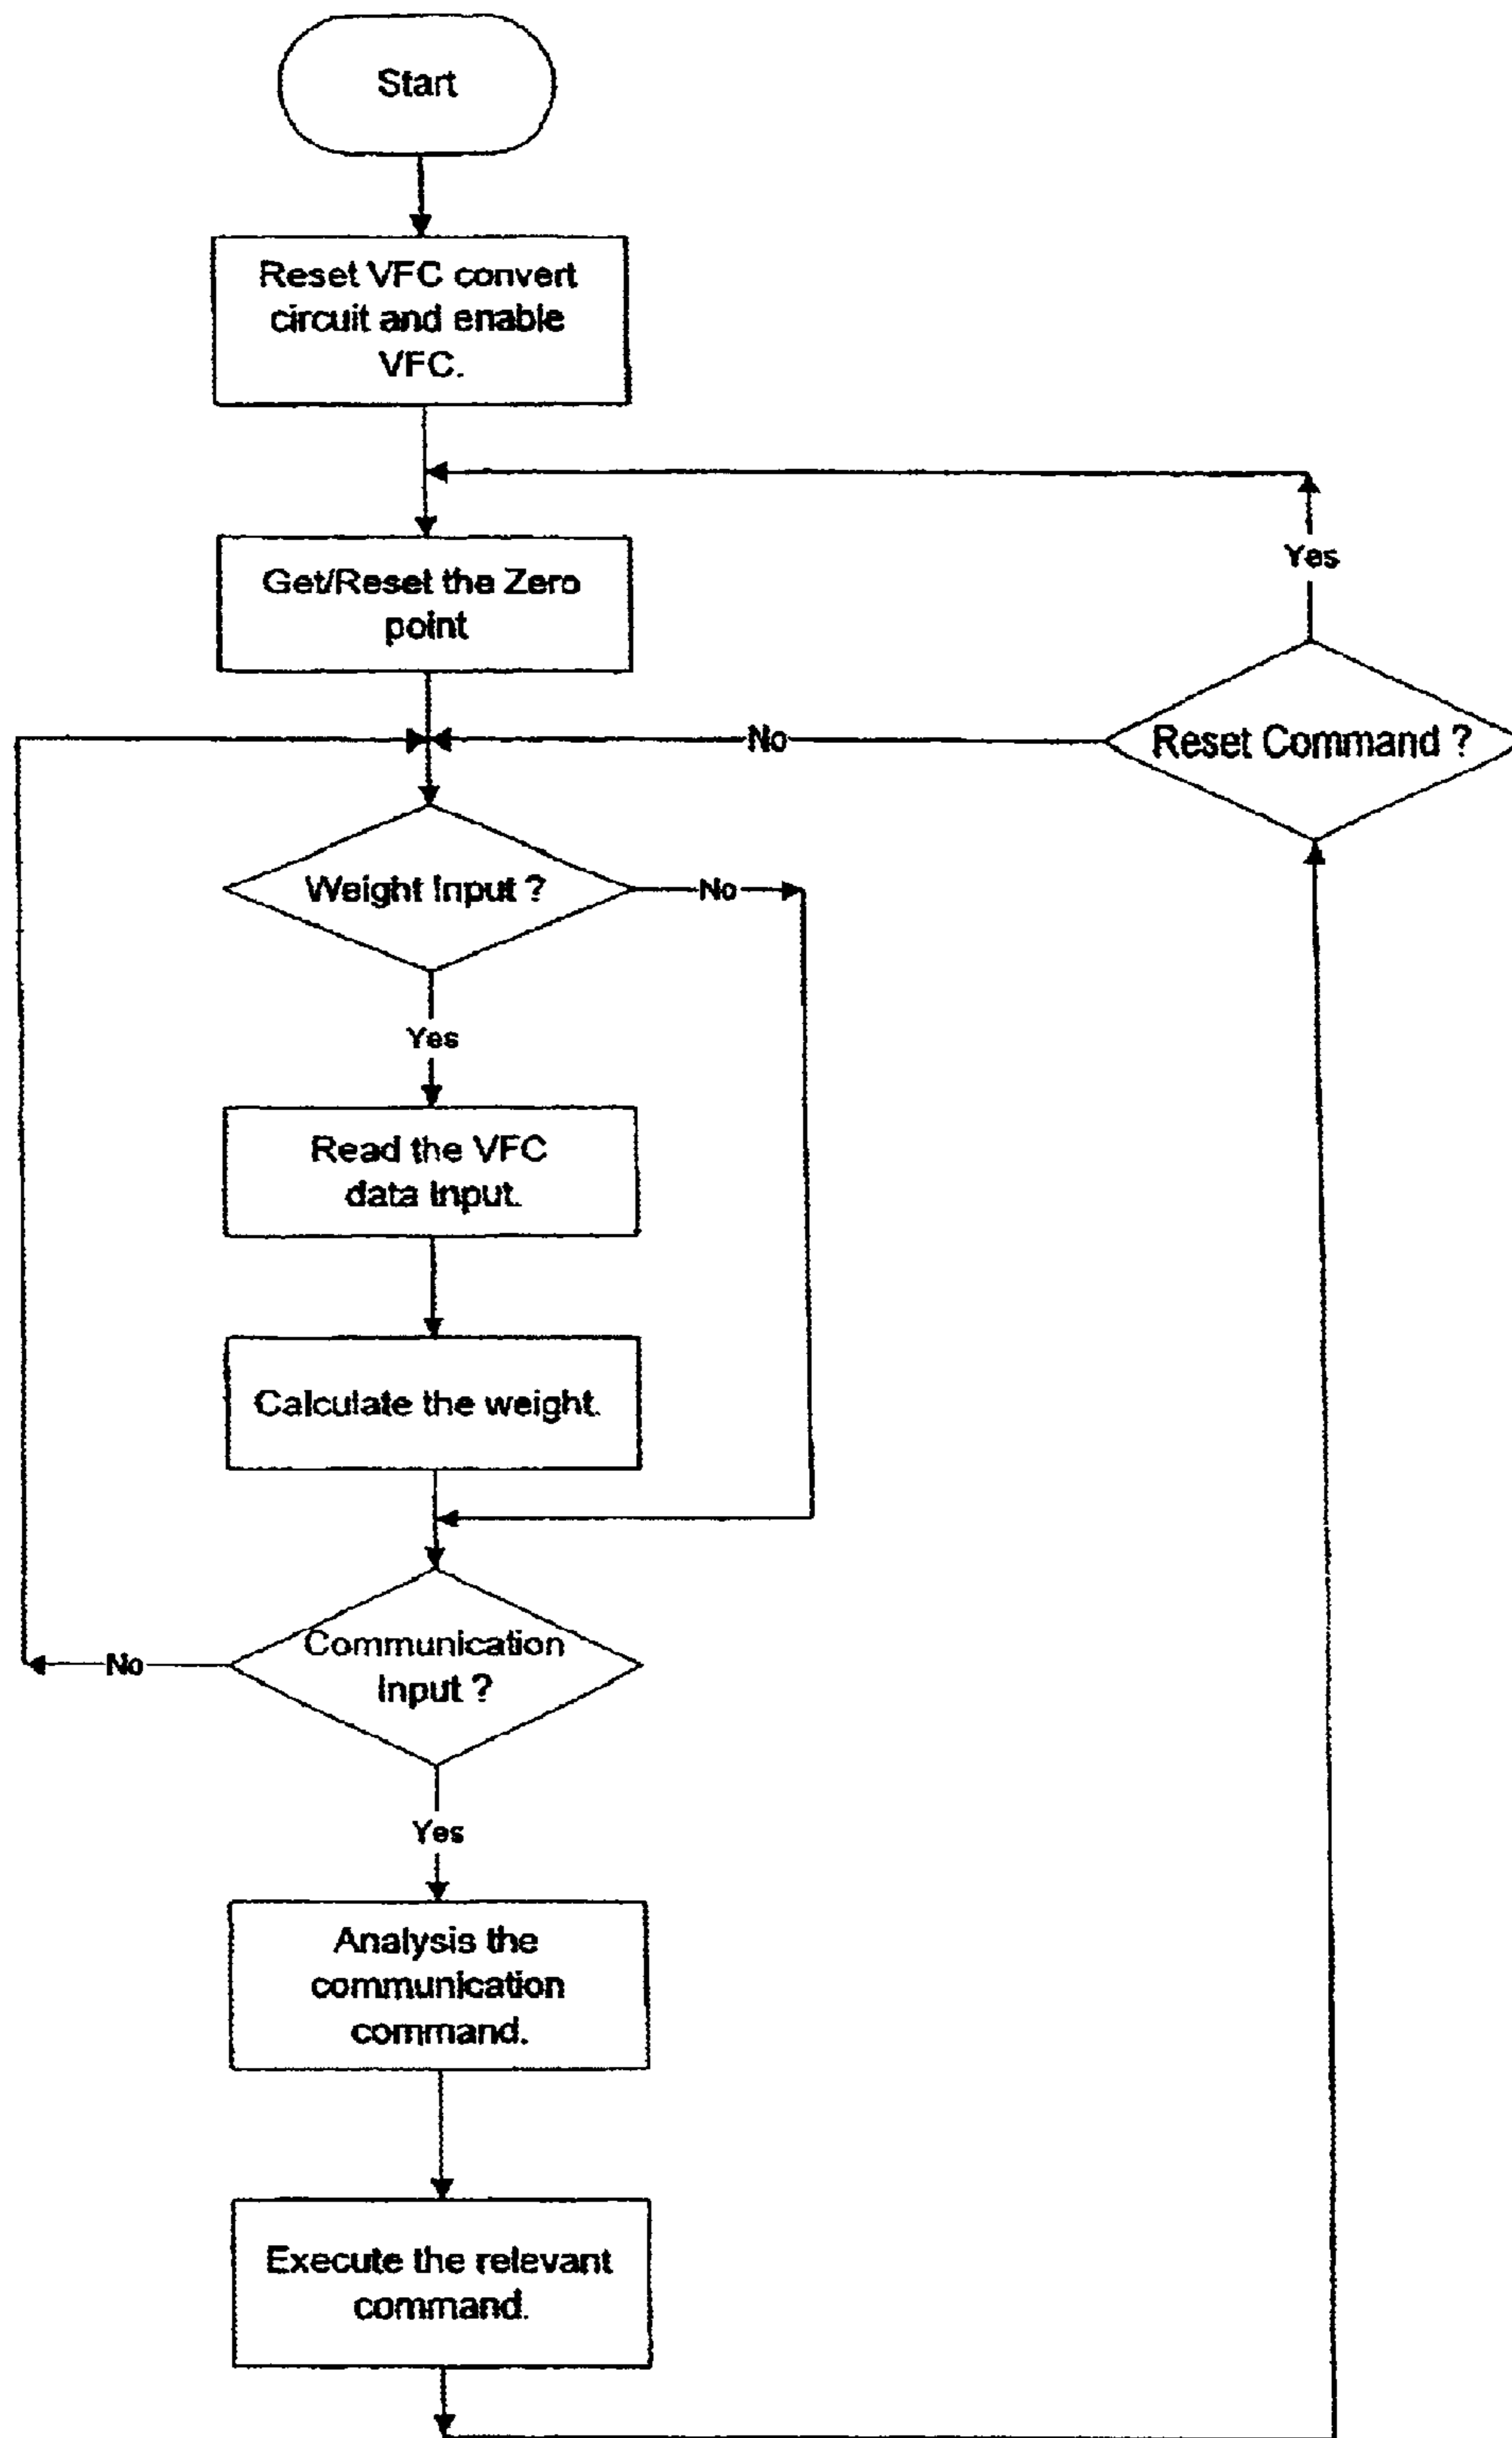 Start
Reset VFC convert
circuit and enable
VFC.
Yes
Get/Reset the Zero
point
No
Reset Command ?
Weight Input ?
No
Yes
Read the VFC
data Input.
Calculate the weight.
Communication
Input ?
No
Yes
Analysis the
communication
command.
Execute the relevant
command.